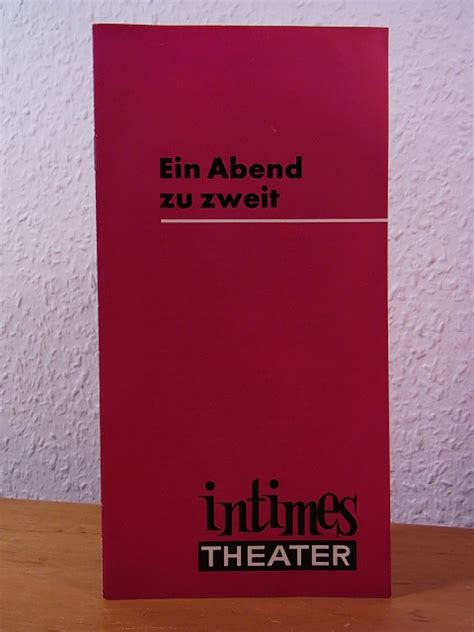 Ein Abend
zu zweit
intimes
THEATER